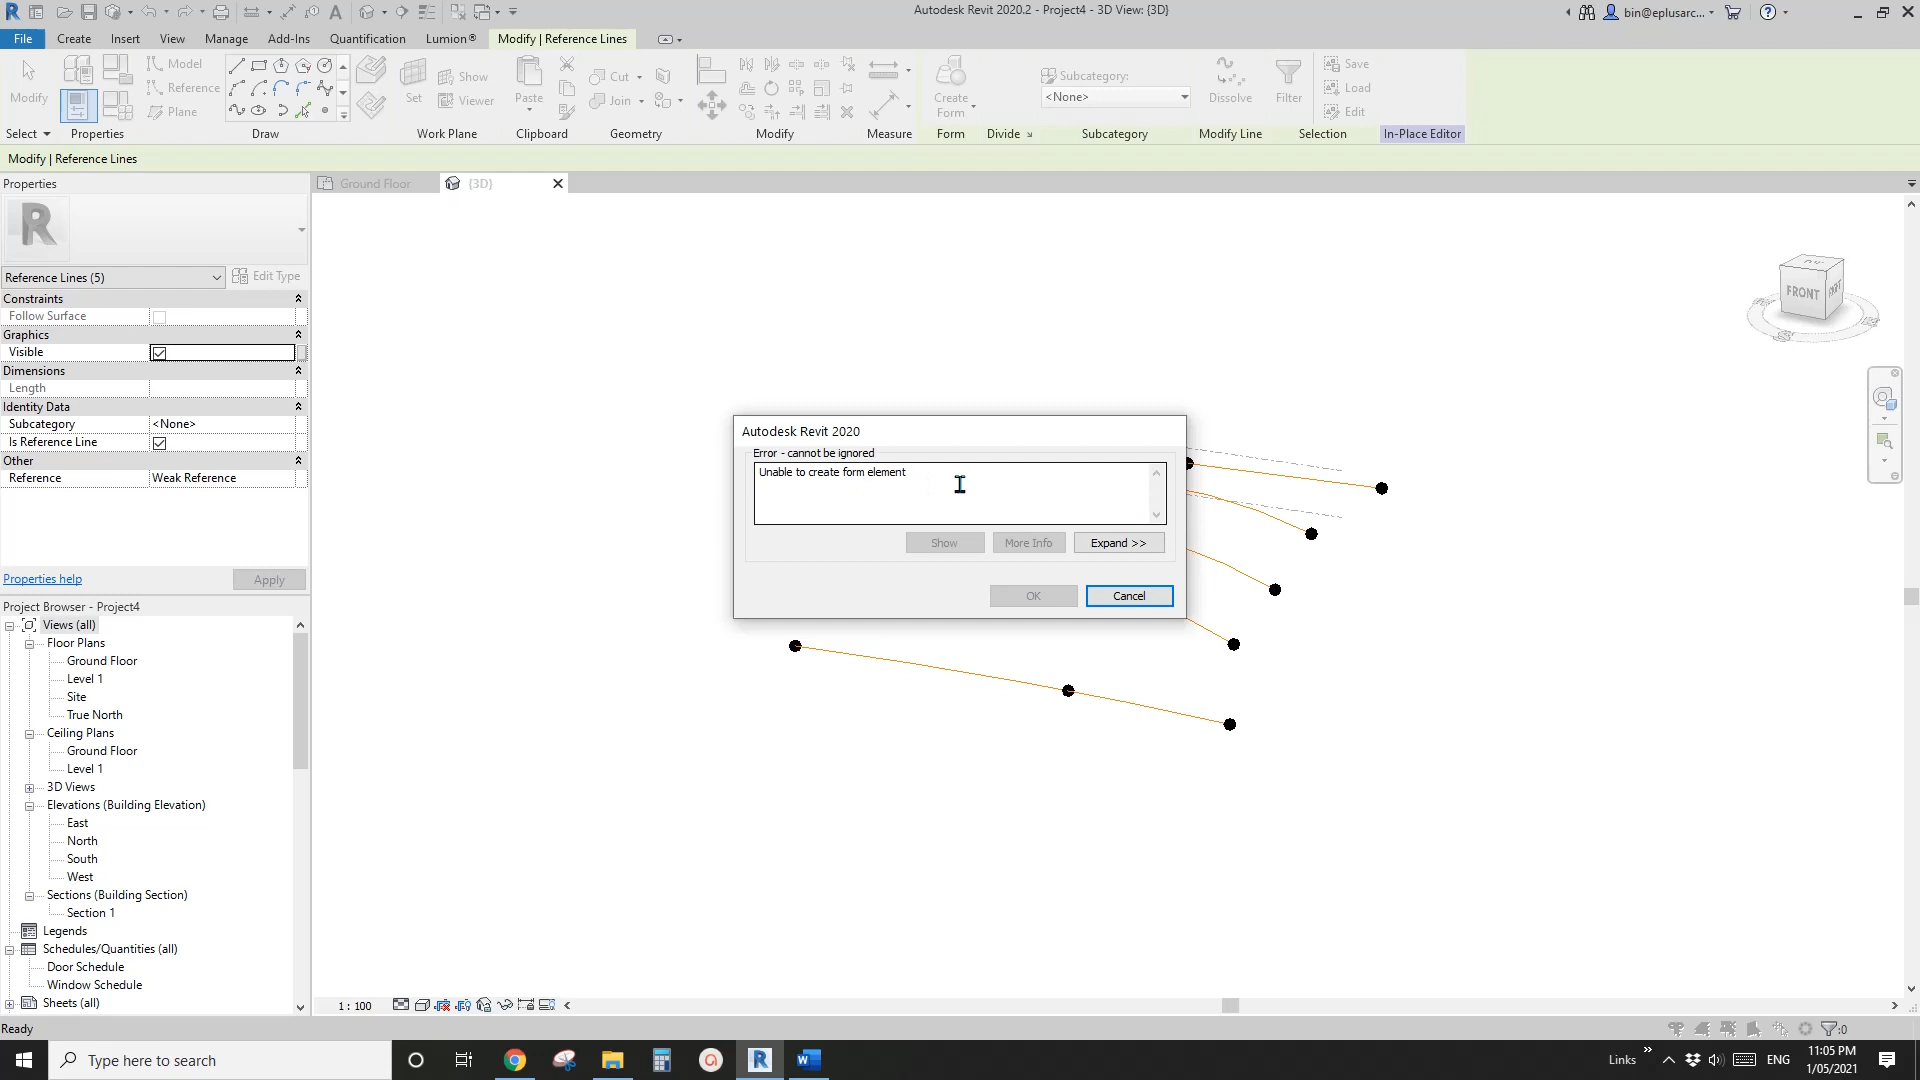 Autodesk Revit 2020.2 - Project4 - 3D View: {3D}
bin@eplusarc...
File Create Insert View Manage Add-Ins Quantification Lumion® Modify | Reference Lines
Modify
Model
Reference
Plane
Set
Show
Viewer
Paste
Cut
Join
Create
Form
Subcategory:
<None>
Dissolve
Filter
Save
Load
Edit
Select Properties Draw Work Plane Clipboard Geometry Modify Measure Form Divide Subcategory Modify Line Selection In-Place Editor
Modify | Reference Lines
Properties
Ground Floor
{3D}
R
Reference Lines (5)
Edit Type
Constraints
Follow Surface
Graphics
Visible
Dimensions
Length
Identity Data
Subcategory <None>
Is Reference Line
Other
Reference Weak Reference
Properties help
Apply
FRONT
Autodesk Revit 2020
Error - cannot be ignored
Unable to create form element
Show
More Info
Expand >>
OK
Cancel
Project Browser - Project4
Views (all)
Floor Plans
Ground Floor
Level 1
Site
True North
Ceiling Plans
Ground Floor
Level 1
3D Views
Elevations (Building Elevation)
East
North
South
West
Sections (Building Section)
Section 1
Legends
Schedules/Quantities (all)
Door Schedule
Window Schedule
Sheets (all)
1 : 100
Ready
:0
Type here to search
Links
ENG
11:05 PM
1/05/2021